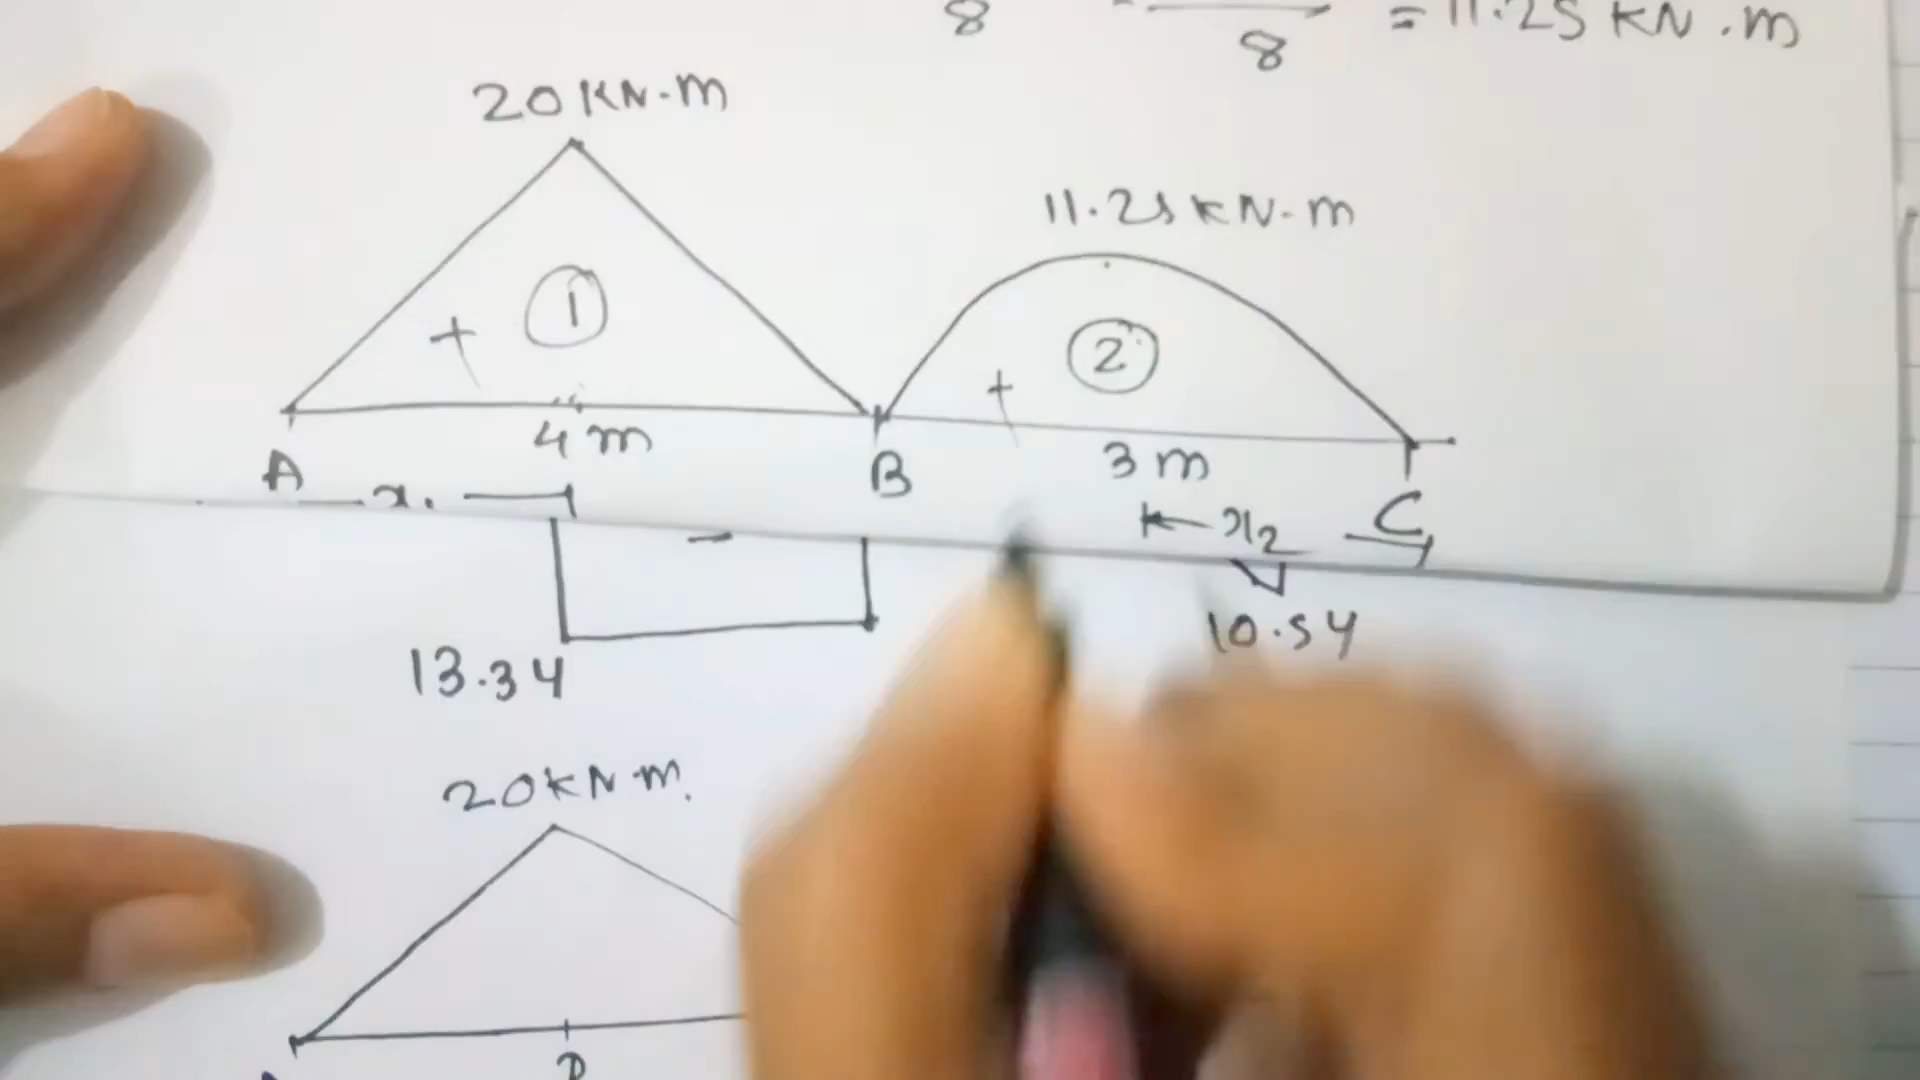 8 8 = 11.25 KN.m
20 KN.m
11.25 KN-m
+ 1
+ 2
4 m
3 m
A B C
x1 x2
-
13.34
10.54
20 KN.m.
D